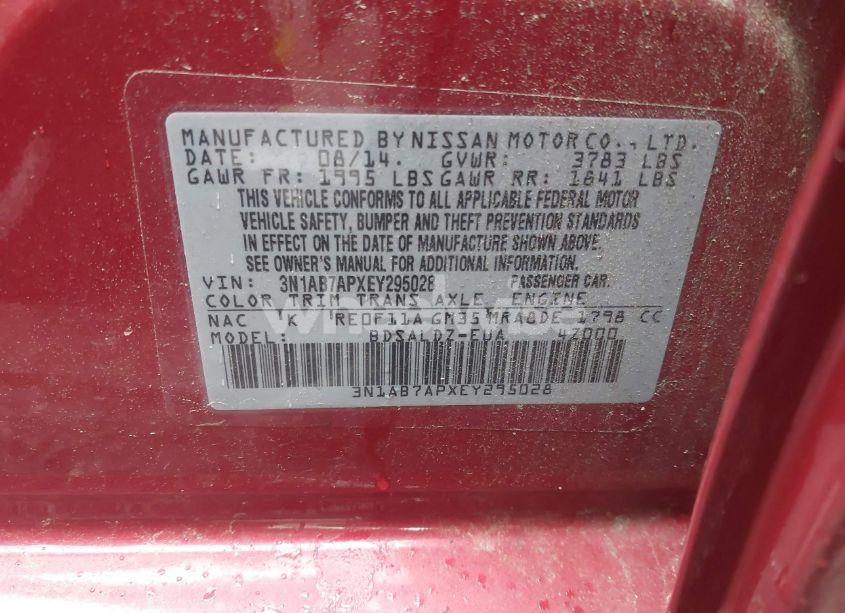 MANUFACTURED BY NISSAN MOTOR CO., LTD.
DATE: 08/14. GVWR: 3783 LBS
GAWR FR: 1995 LBS GAWR RR: 1841 LBS
THIS VEHICLE CONFORMS TO ALL APPLICABLE FEDERAL MOTOR
VEHICLE SAFETY, BUMPER AND THEFT PREVENTION STANDARDS
IN EFFECT ON THE DATE OF MANUFACTURE SHOWN ABOVE.
SEE OWNER'S MANUAL FOR ADDITIONAL INFORMATION.
VIN: 3N1AB7APXEY295028 PASSENGER CAR.
COLOR TRIM TRANS AXLE ENGINE
NAC K RE0F11A GM35 MRA8DE 1798 CC
MODEL: BDSALDZ-EUA 4Z000
3N1AB7APXEY295028